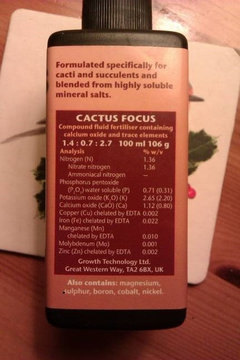 Formulated specifically for
cacti and succulents and
blended from highly soluble
mineral salts.
CACTUS FOCUS
Compound fluid fertiliser containing
calcium oxide and trace elements
1.4 : 0.7 : 2.7 100 ml 106 g
Analysis % w/v
Nitrogen (N) 1.36
Nitrate nitrogen 1.36
Ammoniacal nitrogen --
Phosphorus pentoxide
(P2O5) water soluble (P) 0.71 (0.31)
Potassium oxide (K2O) (K) 2.65 (2.20)
Calcium oxide (CaO) (Ca) 1.12 (0.80)
Copper (Cu) chelated by EDTA 0.002
Iron (Fe) chelated by EDTA 0.022
Manganese (Mn)
chelated by EDTA 0.010
Molybdenum (Mo) 0.001
Zinc (Zn) chelated by EDTA 0.002
Growth Technology Ltd.
Great Western Way, TA2 6BX, UK
Also contains: magnesium,
sulphur, boron, cobalt, nickel.